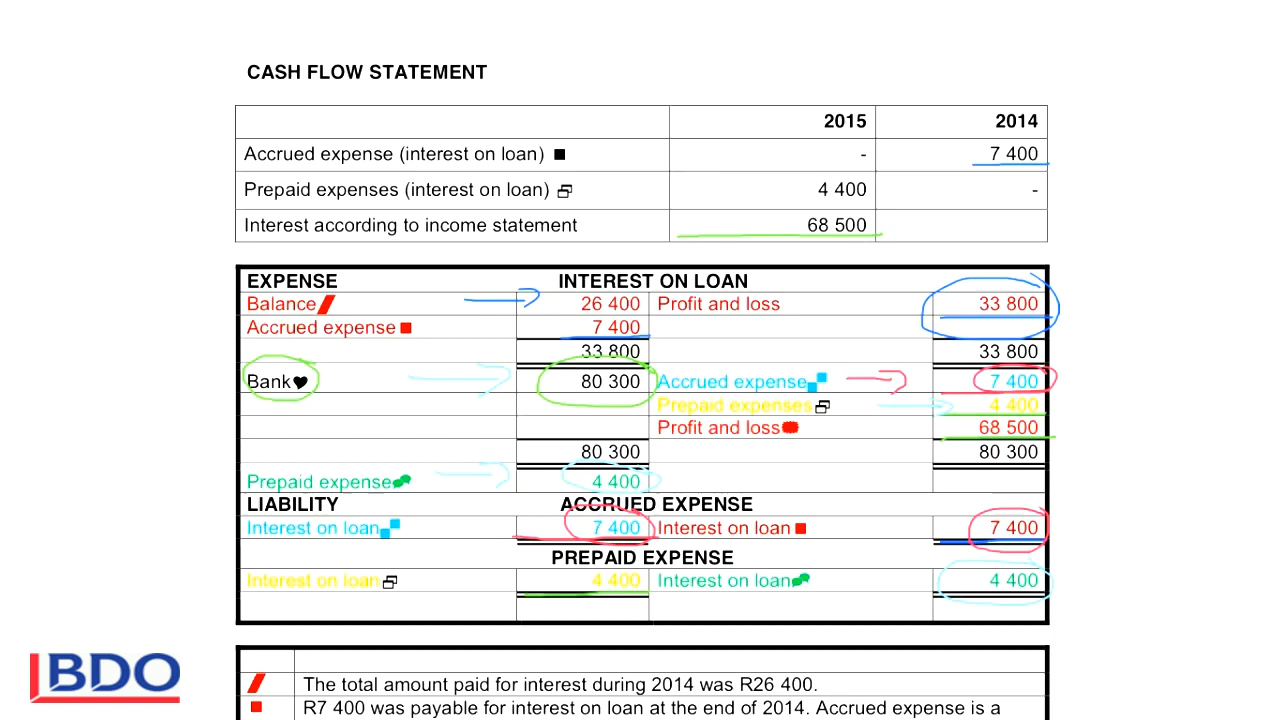 CASH FLOW STATEMENT
2015 2014
Accrued expense (interest on loan) - 7 400
Prepaid expenses (interest on loan) 4 400 -
Interest according to income statement 68 500
EXPENSE INTEREST ON LOAN
Balance 26 400 Profit and loss 33 800
Accrued expense 7 400
33 800 33 800
Bank 80 300 Accrued expense 7 400
Prepaid expenses 4 400
Profit and loss 68 500
80 300 80 300
Prepaid expense 4 400
LIABILITY ACCRUED EXPENSE
Interest on loan 7 400 Interest on loan 7 400
PREPAID EXPENSE
Interest on loan 4 400 Interest on loan 4 400
The total amount paid for interest during 2014 was R26 400.
R7 400 was payable for interest on loan at the end of 2014. Accrued expense is a
BDO